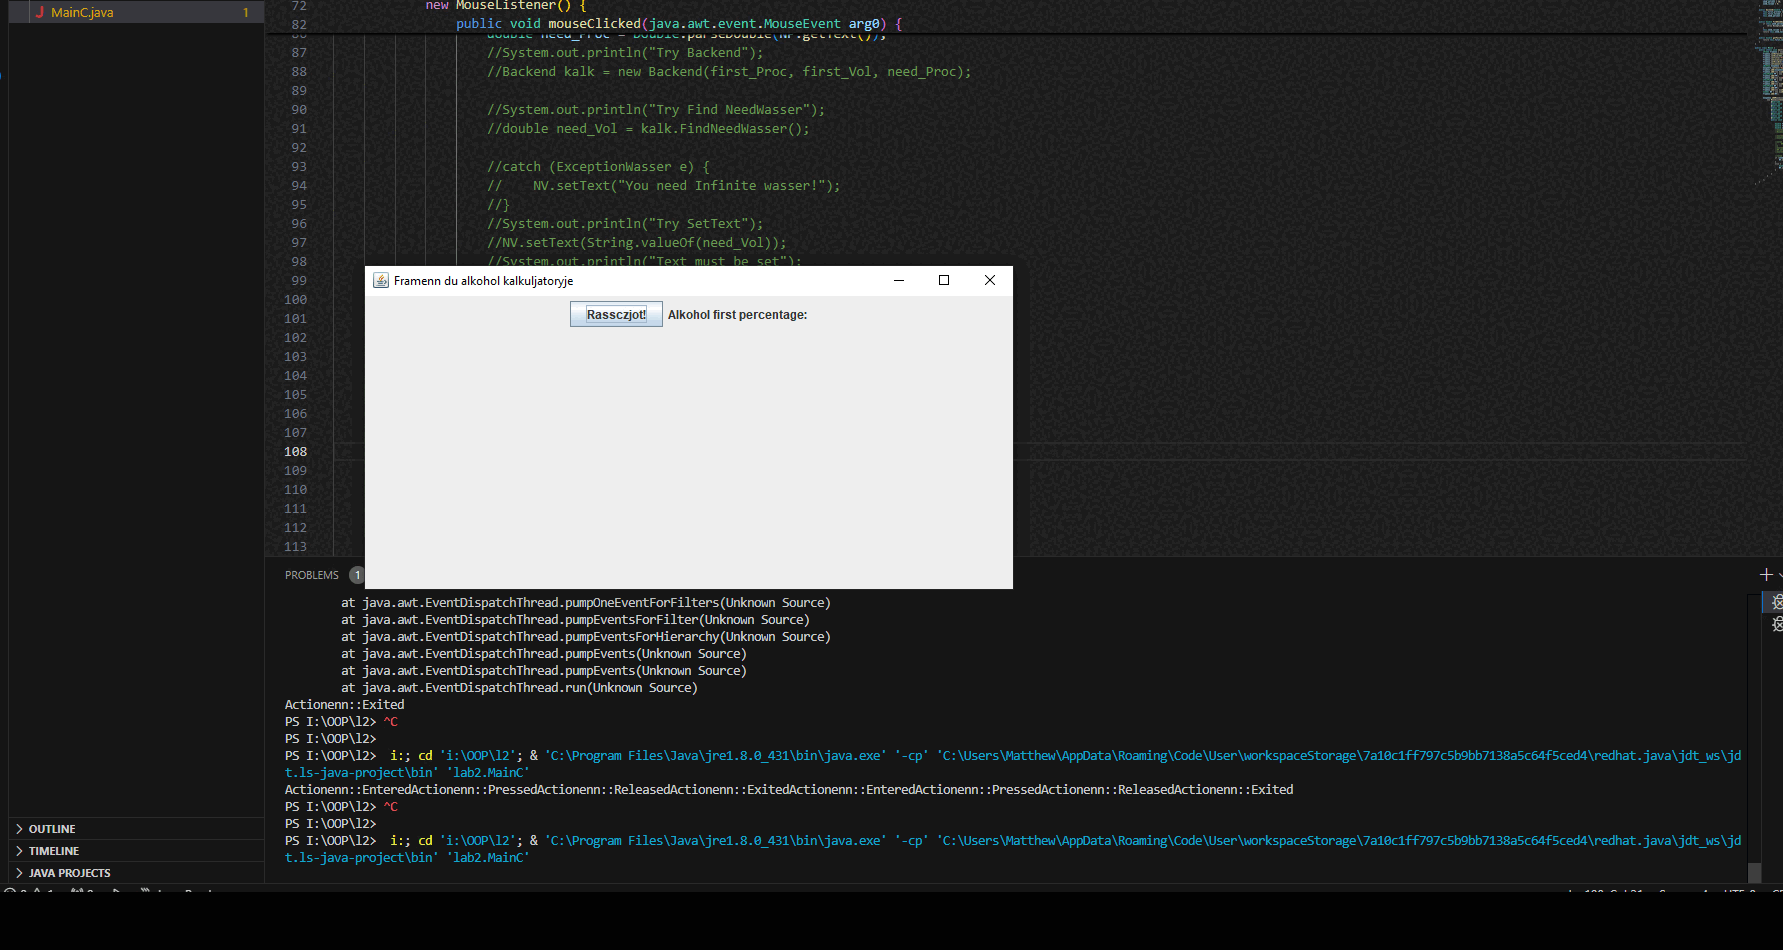 MainC.java 1
72 new MouseListener() {
82 public void mouseClicked(java.awt.event.MouseEvent arg0) {
86 double need_Proc = Double.parseDouble(NP.getText());
87 //System.out.println("Try Backend");
88 //Backend kalk = new Backend(first_Proc, first_Vol, need_Proc);
89
90 //System.out.println("Try Find NeedWasser");
91 //double need_Vol = kalk.FindNeedWasser();
92
93 //catch (ExceptionWasser e) {
94 //    NV.setText("You need Infinite wasser!");
95 //}
96 //System.out.println("Try SetText");
97 //NV.setText(String.valueOf(need_Vol));
98 //System.out.println("Text must be set");
99
100
101
102
103
104
105
106
107
108
109
110
111
112
113
Framenn du alkohol kalkuljatoryje
Rassczjot! Alkohol first percentage:
PROBLEMS 1
at java.awt.EventDispatchThread.pumpOneEventForFilters(Unknown Source)
at java.awt.EventDispatchThread.pumpEventsForFilter(Unknown Source)
at java.awt.EventDispatchThread.pumpEventsForHierarchy(Unknown Source)
at java.awt.EventDispatchThread.pumpEvents(Unknown Source)
at java.awt.EventDispatchThread.pumpEvents(Unknown Source)
at java.awt.EventDispatchThread.run(Unknown Source)
Actionenn::Exited
PS I:\OOP\l2> ^C
PS I:\OOP\l2>
PS I:\OOP\l2>  i:; cd 'i:\OOP\l2'; & 'C:\Program Files\Java\jre1.8.0_431\bin\java.exe' '-cp' 'C:\Users\Matthew\AppData\Roaming\Code\User\workspaceStorage\7a10c1ff797c5b9bb7138a5c64f5ced4\redhat.java\jdt_ws\jd
t.ls-java-project\bin' 'lab2.MainC'
Actionenn::EnteredActionenn::PressedActionenn::ReleasedActionenn::ExitedActionenn::EnteredActionenn::PressedActionenn::ReleasedActionenn::Exited
PS I:\OOP\l2> ^C
PS I:\OOP\l2>
PS I:\OOP\l2>  i:; cd 'i:\OOP\l2'; & 'C:\Program Files\Java\jre1.8.0_431\bin\java.exe' '-cp' 'C:\Users\Matthew\AppData\Roaming\Code\User\workspaceStorage\7a10c1ff797c5b9bb7138a5c64f5ced4\redhat.java\jdt_ws\jd
t.ls-java-project\bin' 'lab2.MainC'
OUTLINE
TIMELINE
JAVA PROJECTS